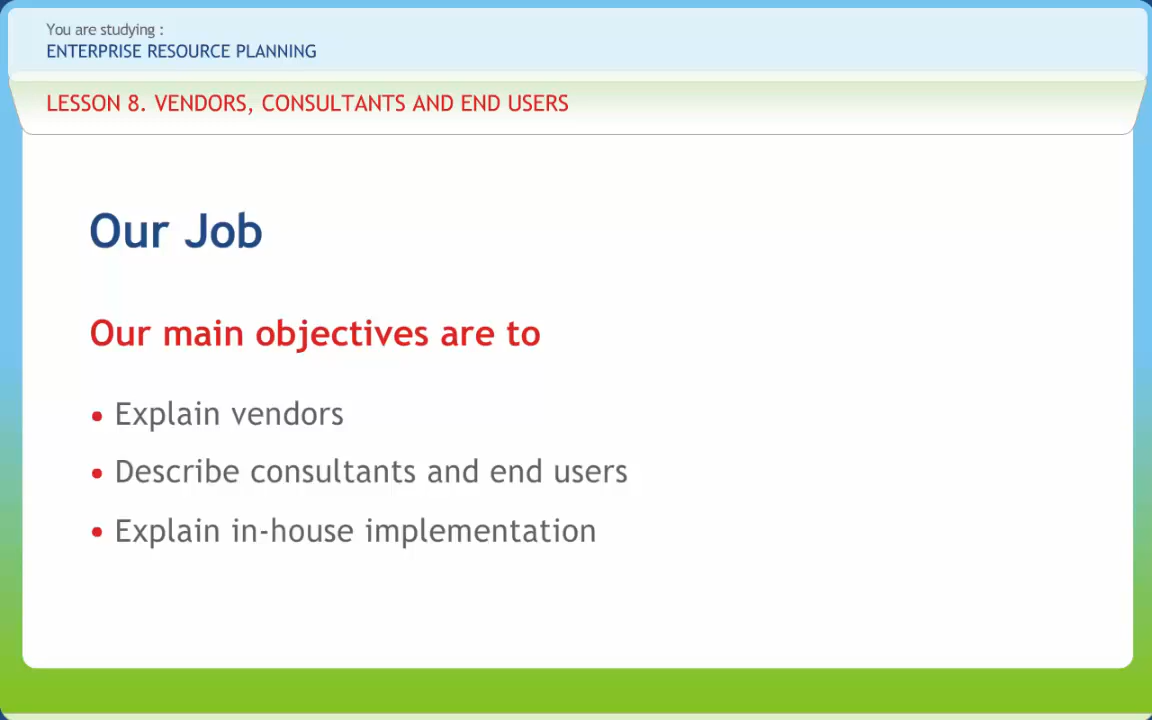 You are studying :
ENTERPRISE RESOURCE PLANNING
LESSON 8. VENDORS, CONSULTANTS AND END USERS
Our Job
Our main objectives are to
• Explain vendors
• Describe consultants and end users
• Explain in-house implementation